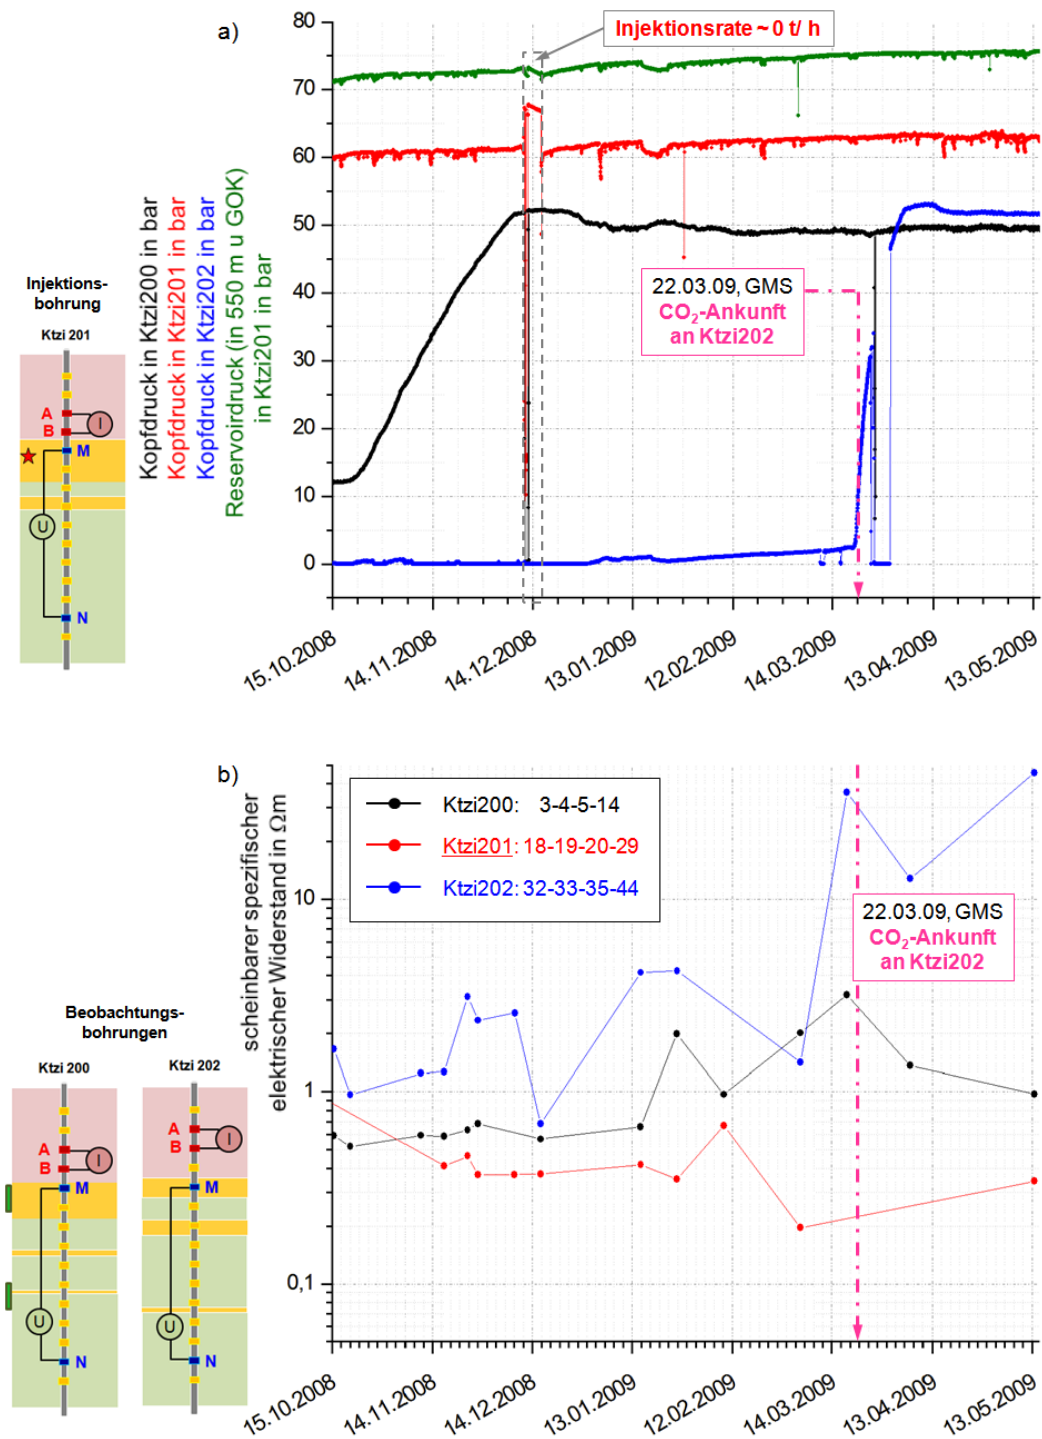 a)
Injektionsrate ~ 0 t/ h
80
70
60
50
40
30
20
10
0
Kopfdruck in Ktzi200 in bar
Kopfdruck in Ktzi201 in bar
Kopfdruck in Ktzi202 in bar
Reservoirdruck (in 550 m u GOK)
in Ktzi201 in bar
22.03.09, GMS
CO₂-Ankunft
an Ktzi202
15.10.2008
14.11.2008
14.12.2008
13.01.2009
12.02.2009
14.03.2009
13.04.2009
13.05.2009
Injektions-
bohrung
Ktzi 201
A
B
I
M
U
N
b)
scheinbarer spezifischer
elektrischer Widerstand in Ωm
Ktzi200: 3-4-5-14
Ktzi201: 18-19-20-29
Ktzi202: 32-33-35-44
10
1
0,1
22.03.09, GMS
CO₂-Ankunft
an Ktzi202
15.10.2008
14.11.2008
14.12.2008
13.01.2009
12.02.2009
14.03.2009
13.04.2009
13.05.2009
Beobachtungs-
bohrungen
Ktzi 200
A
B
I
M
U
N
Ktzi 202
A
B
I
M
U
N